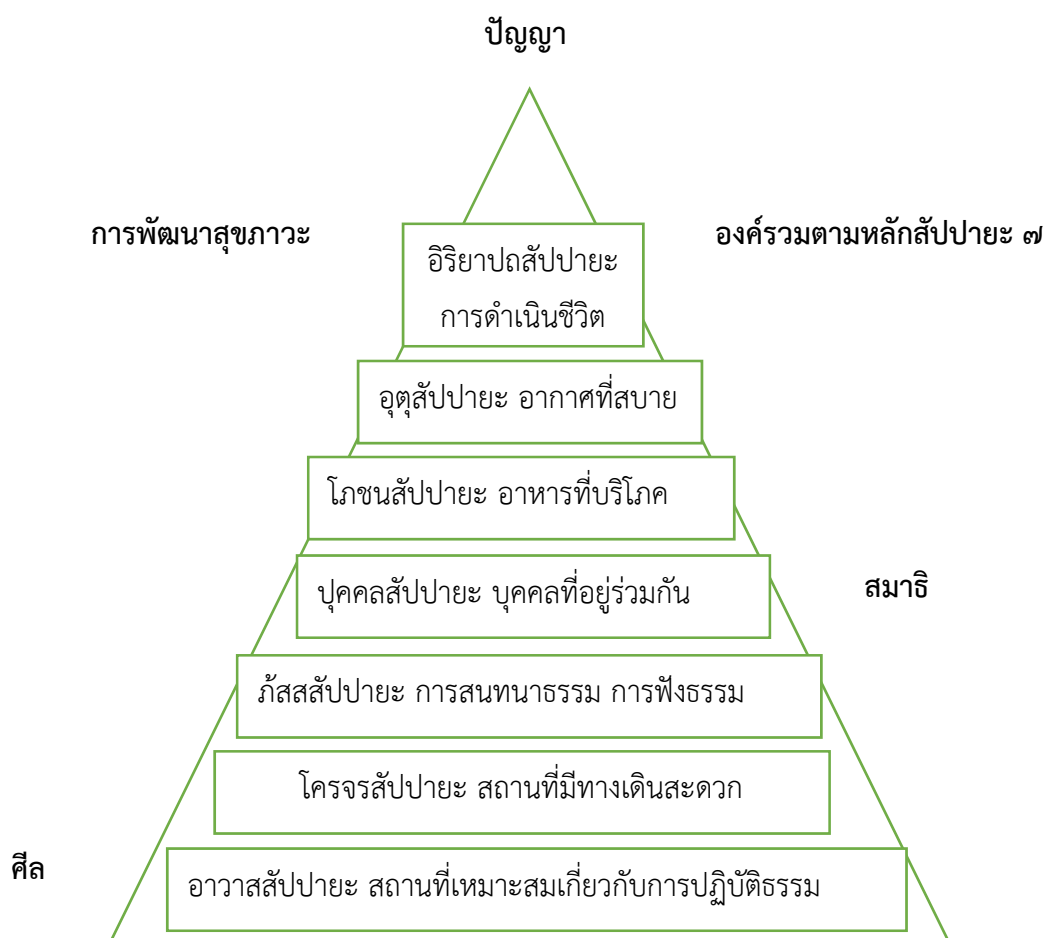 ปัญญา
การพัฒนาสุขภาวะ
องค์รวมตามหลักสัปปายะ ๗
อิริยาปถสัปปายะ
การดำเนินชีวิต
อุตุสัปปายะ อากาศที่สบาย
โภชนสัปปายะ อาหารที่บริโภค
ปุคคลสัปปายะ บุคคลที่อยู่ร่วมกัน
สมาธิ
ภัสสสัปปายะ การสนทนาธรรม การฟังธรรม
โครจรสัปปายะ สถานที่มีทางเดินสะดวก
ศีล
อาวาสสัปปายะ สถานที่เหมาะสมเกี่ยวกับการปฏิบัติธรรม